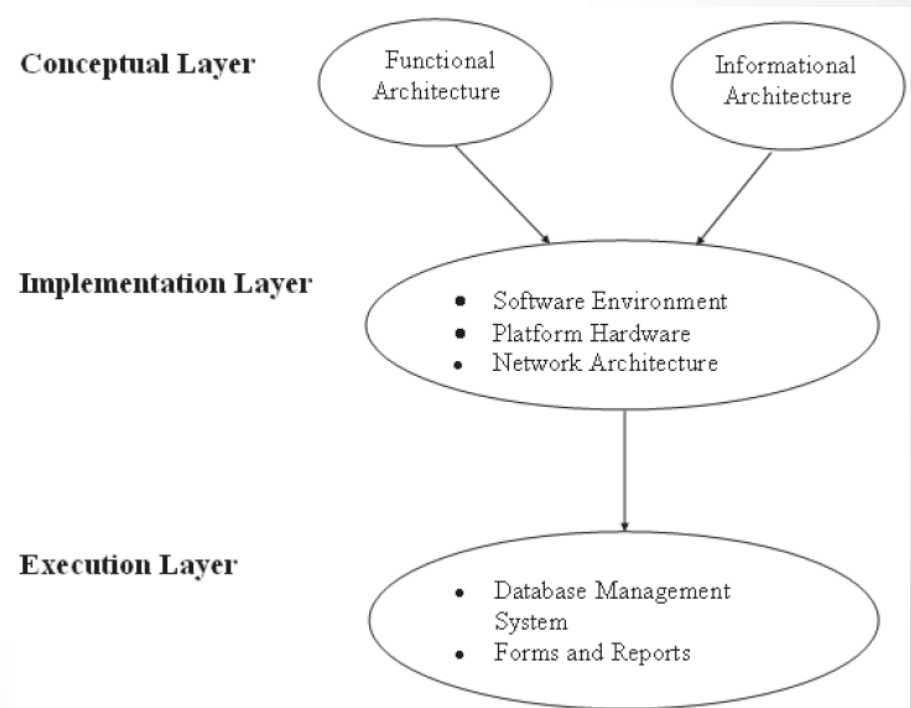 Conceptual Layer
Functional
Architecture
Informational
Architecture
Implementation Layer
• Software Environment
• Platform Hardware
• Network Architecture
Execution Layer
• Database Management
System
• Forms and Reports